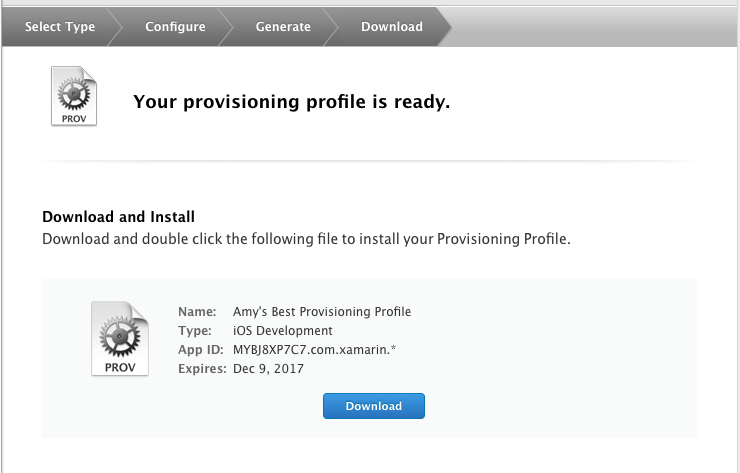 Select Type Configure Generate Download
PROV
Your provisioning profile is ready.
Download and Install
Download and double click the following file to install your Provisioning Profile.
PROV
Name: Amy's Best Provisioning Profile
Type: iOS Development
App ID: MYBJ8XP7C7.com.xamarin.*
Expires: Dec 9, 2017
Download